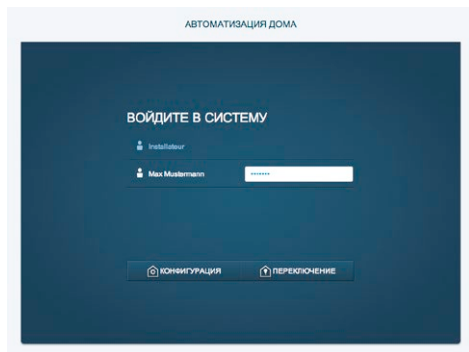 АВТОМАТИЗАЦИЯ ДОМА
ВОЙДИТЕ В СИСТЕМУ
Installateur
Max Mustermann
•••••••
КОНФИГУРАЦИЯ ПЕРЕКЛЮЧЕНИЕ